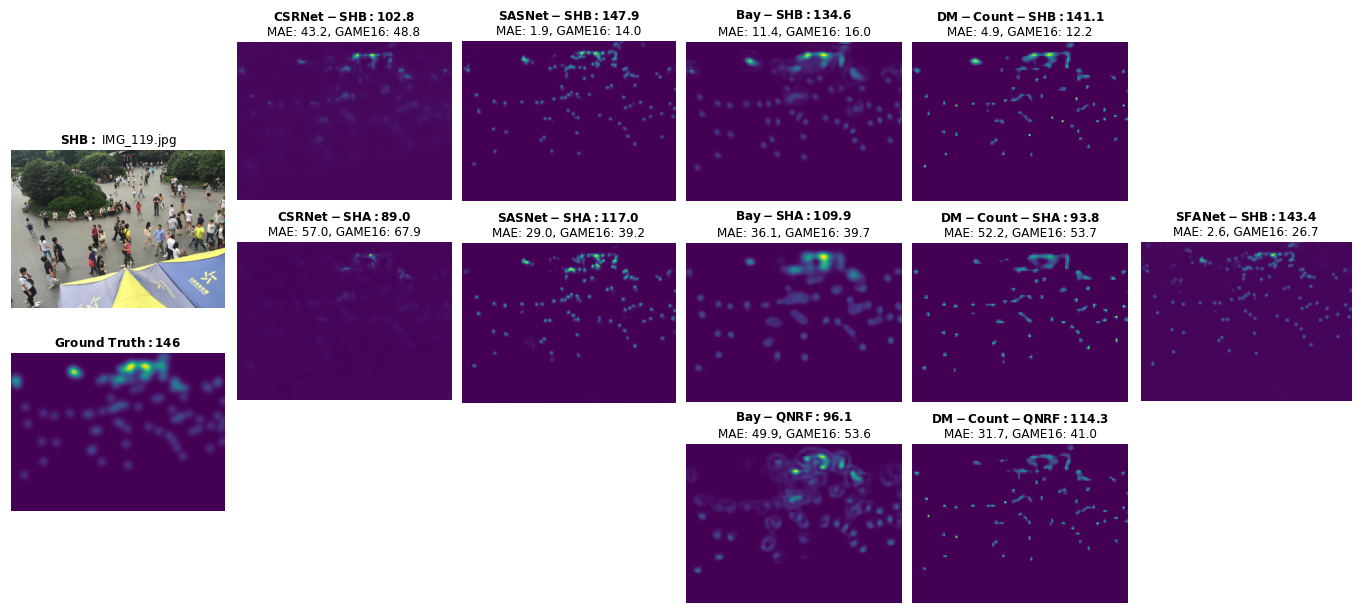 CSRNet − SHB : 102.8
MAE: 43.2, GAME16: 48.8
SASNet − SHB : 147.9
MAE: 1.9, GAME16: 14.0
Bay − SHB : 134.6
MAE: 11.4, GAME16: 16.0
DM − Count − SHB : 141.1
MAE: 4.9, GAME16: 12.2
SHB : IMG_119.jpg
CSRNet − SHA : 89.0
MAE: 57.0, GAME16: 67.9
SASNet − SHA : 117.0
MAE: 29.0, GAME16: 39.2
Bay − SHA : 109.9
MAE: 36.1, GAME16: 39.7
DM − Count − SHA : 93.8
MAE: 52.2, GAME16: 53.7
SFANet − SHB : 143.4
MAE: 2.6, GAME16: 26.7
Ground Truth : 146
Bay − QNRF : 96.1
MAE: 49.9, GAME16: 53.6
DM − Count − QNRF : 114.3
MAE: 31.7, GAME16: 41.0